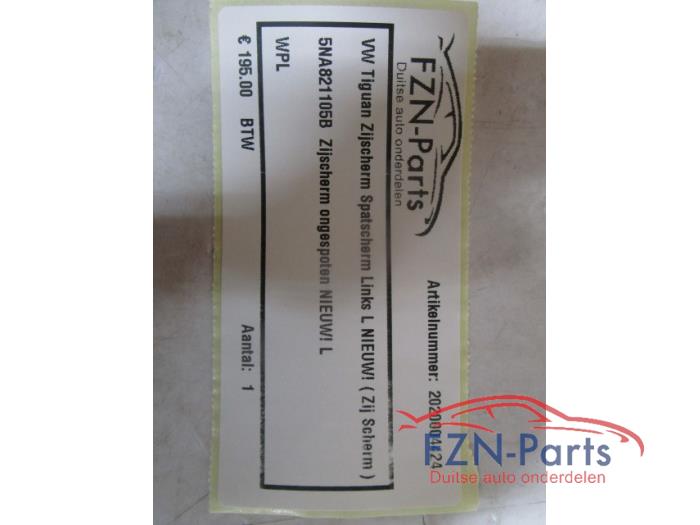 FZN-Parts
Duitse auto onderdelen
Artikelnummer: 2020004424
VW Tiguan Zijscherm Spatscherm Links L NIEUW! ( Zij Scherm )
5NA821105B Zijscherm ongespoten NIEUW! L
WPL
€ 195.00 BTW
Aantal: 1
FZN-Parts
Duitse auto onderdelen